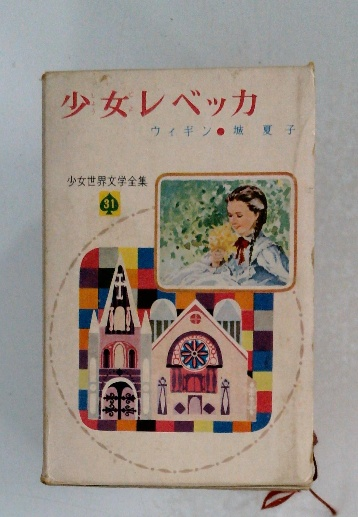 少女レベッカ
ウィギン●城 夏子
少女世界文学全集
31